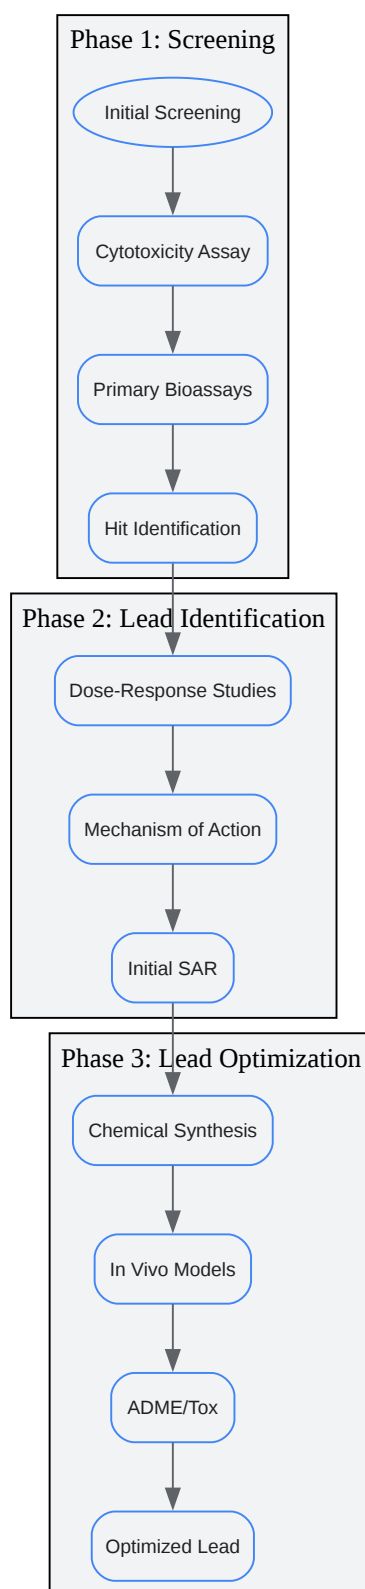 Phase 1: Screening
Initial Screening
Cytotoxicity Assay
Primary Bioassays
Hit Identification
Phase 2: Lead Identification
Dose-Response Studies
Mechanism of Action
Initial SAR
Phase 3: Lead Optimization
Chemical Synthesis
In Vivo Models
ADME/Tox
Optimized Lead